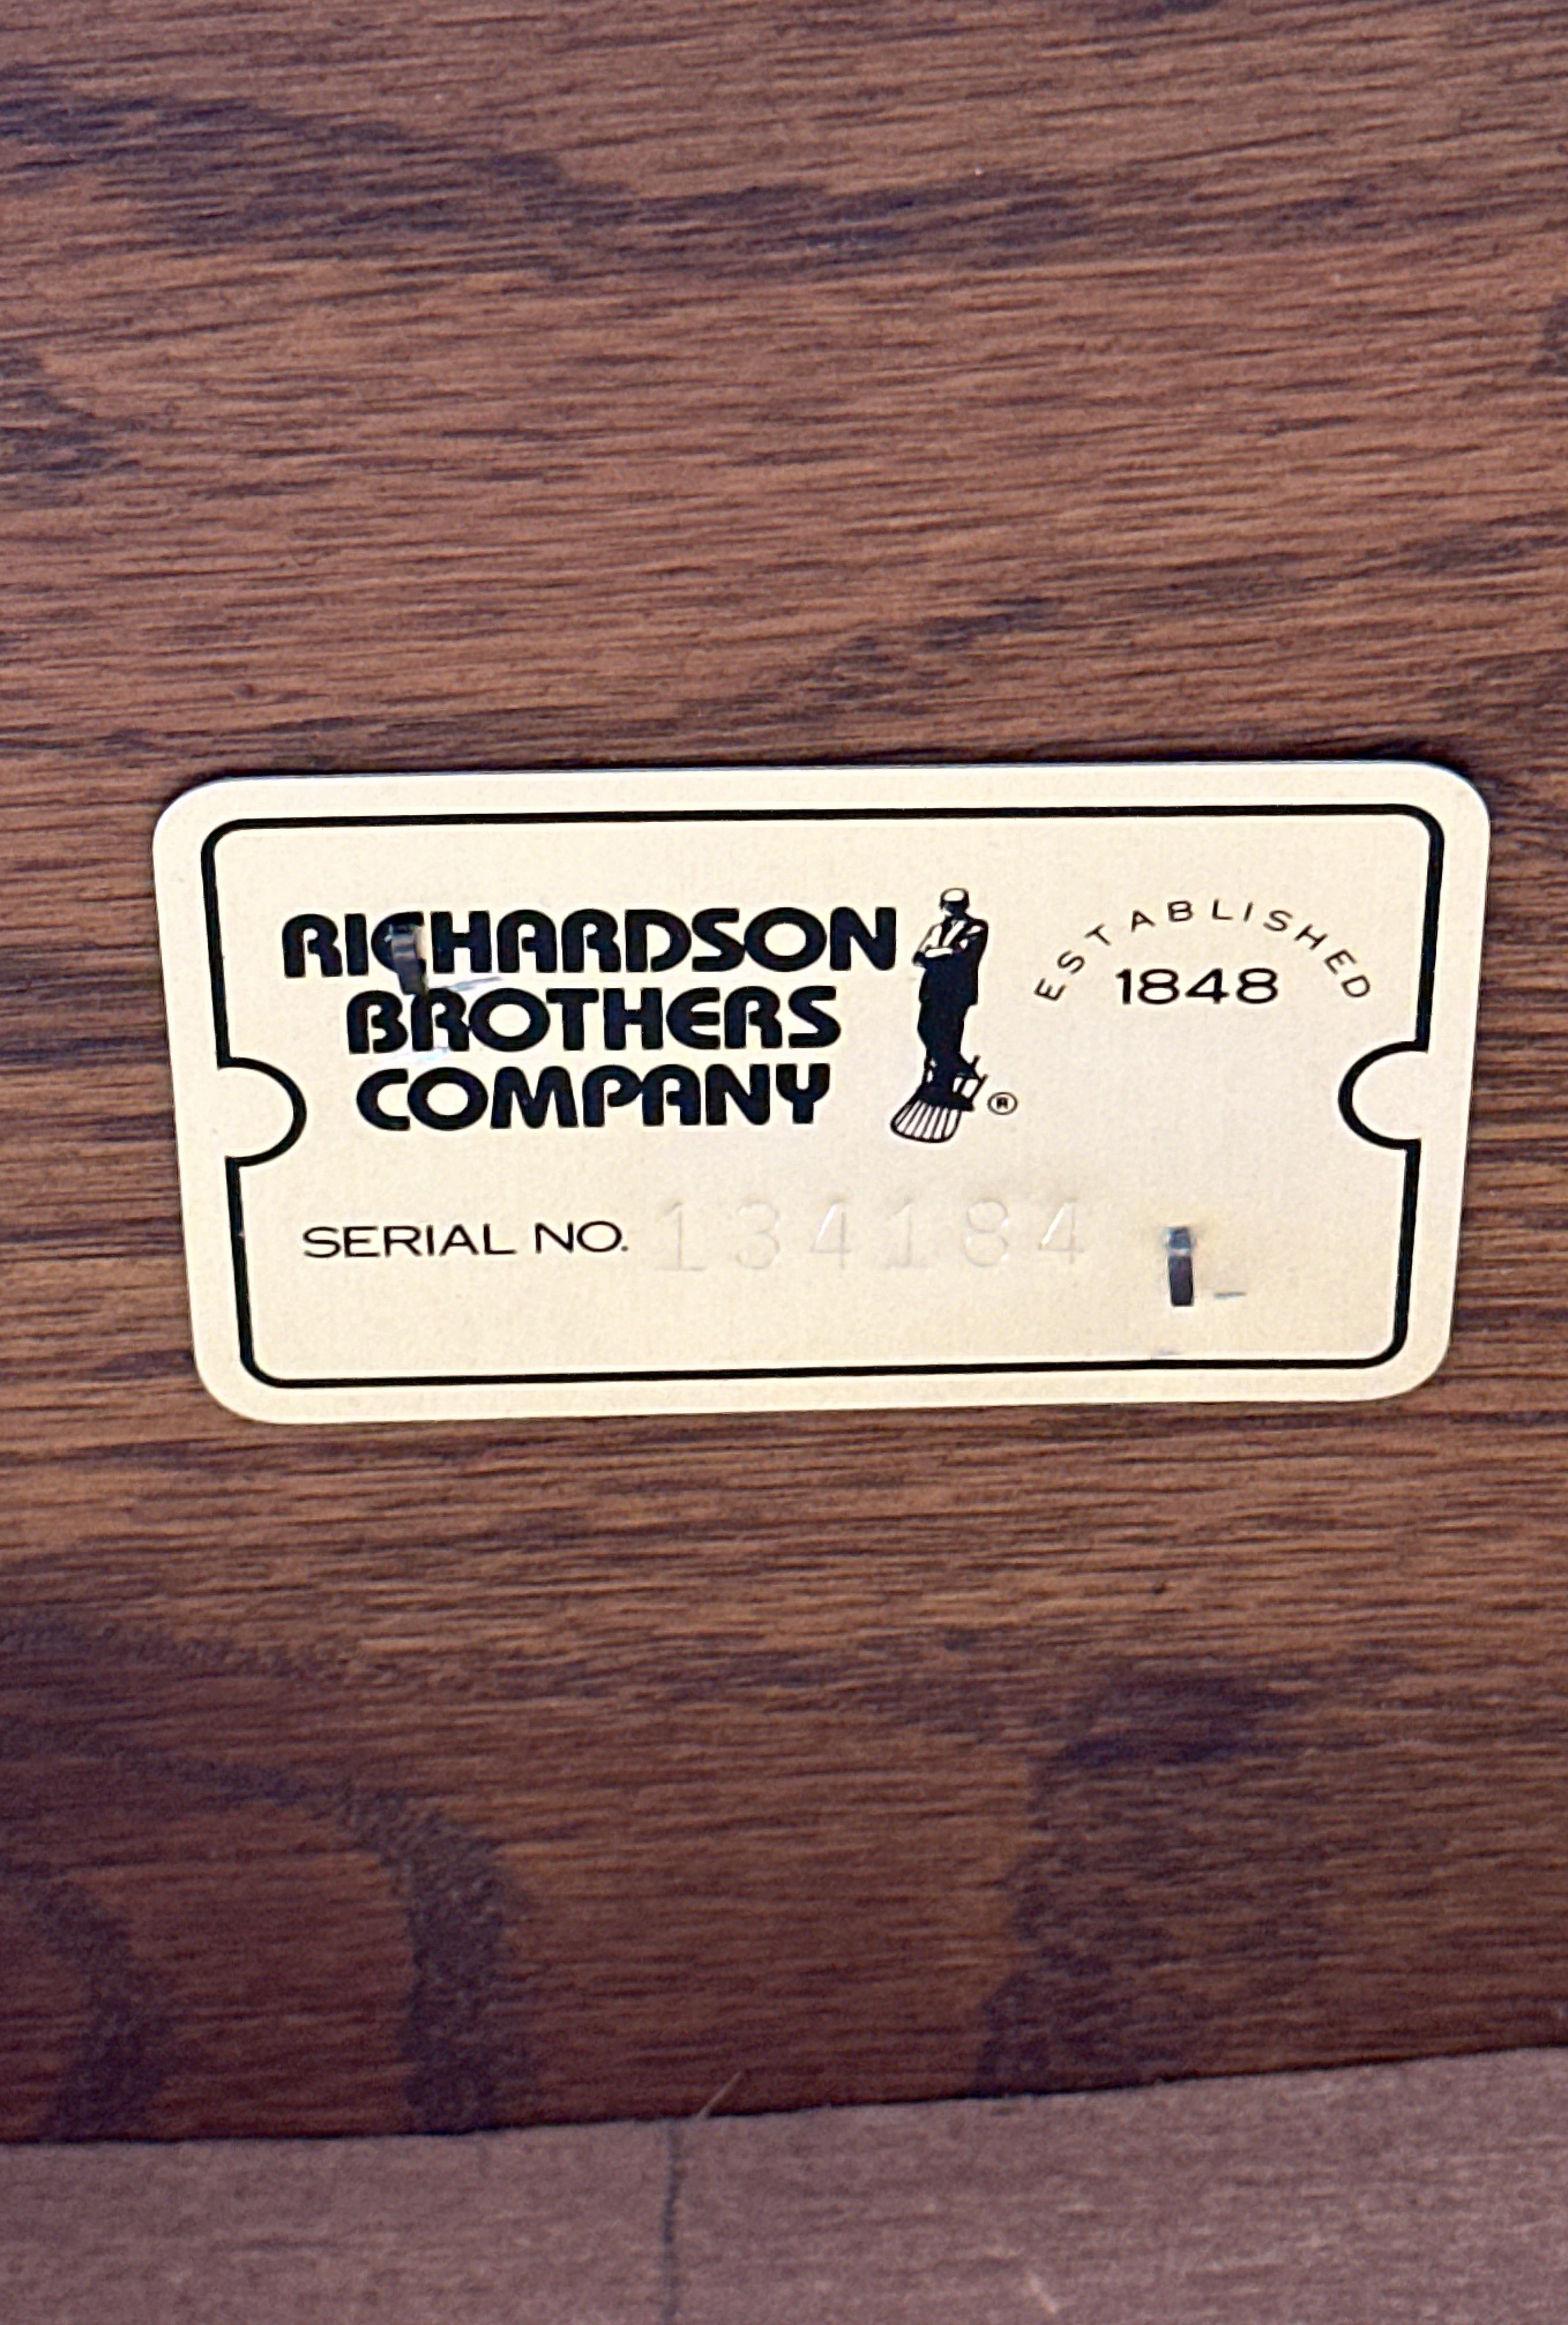 RICHARDSON
BROTHERS
COMPANY
®
ESTABLISHED
1848
SERIAL NO. 134184